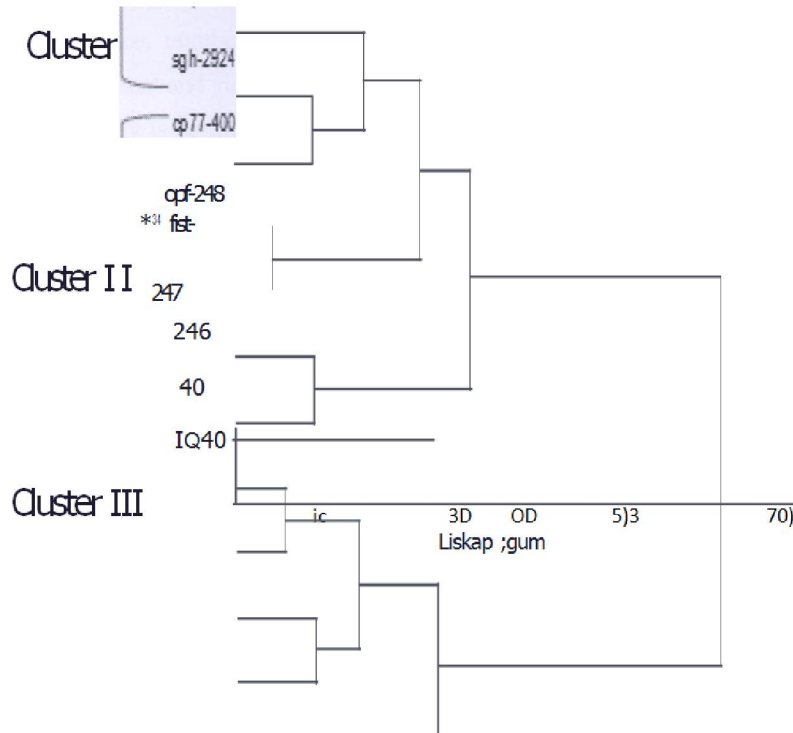 Cluster
sgh-2924
cp77-400
cpf-248
*34 fist-
Cluster I I
247
246
40
IQ40
Cluster III
ic 3D OD 5)3 70)
Liskap ;gum